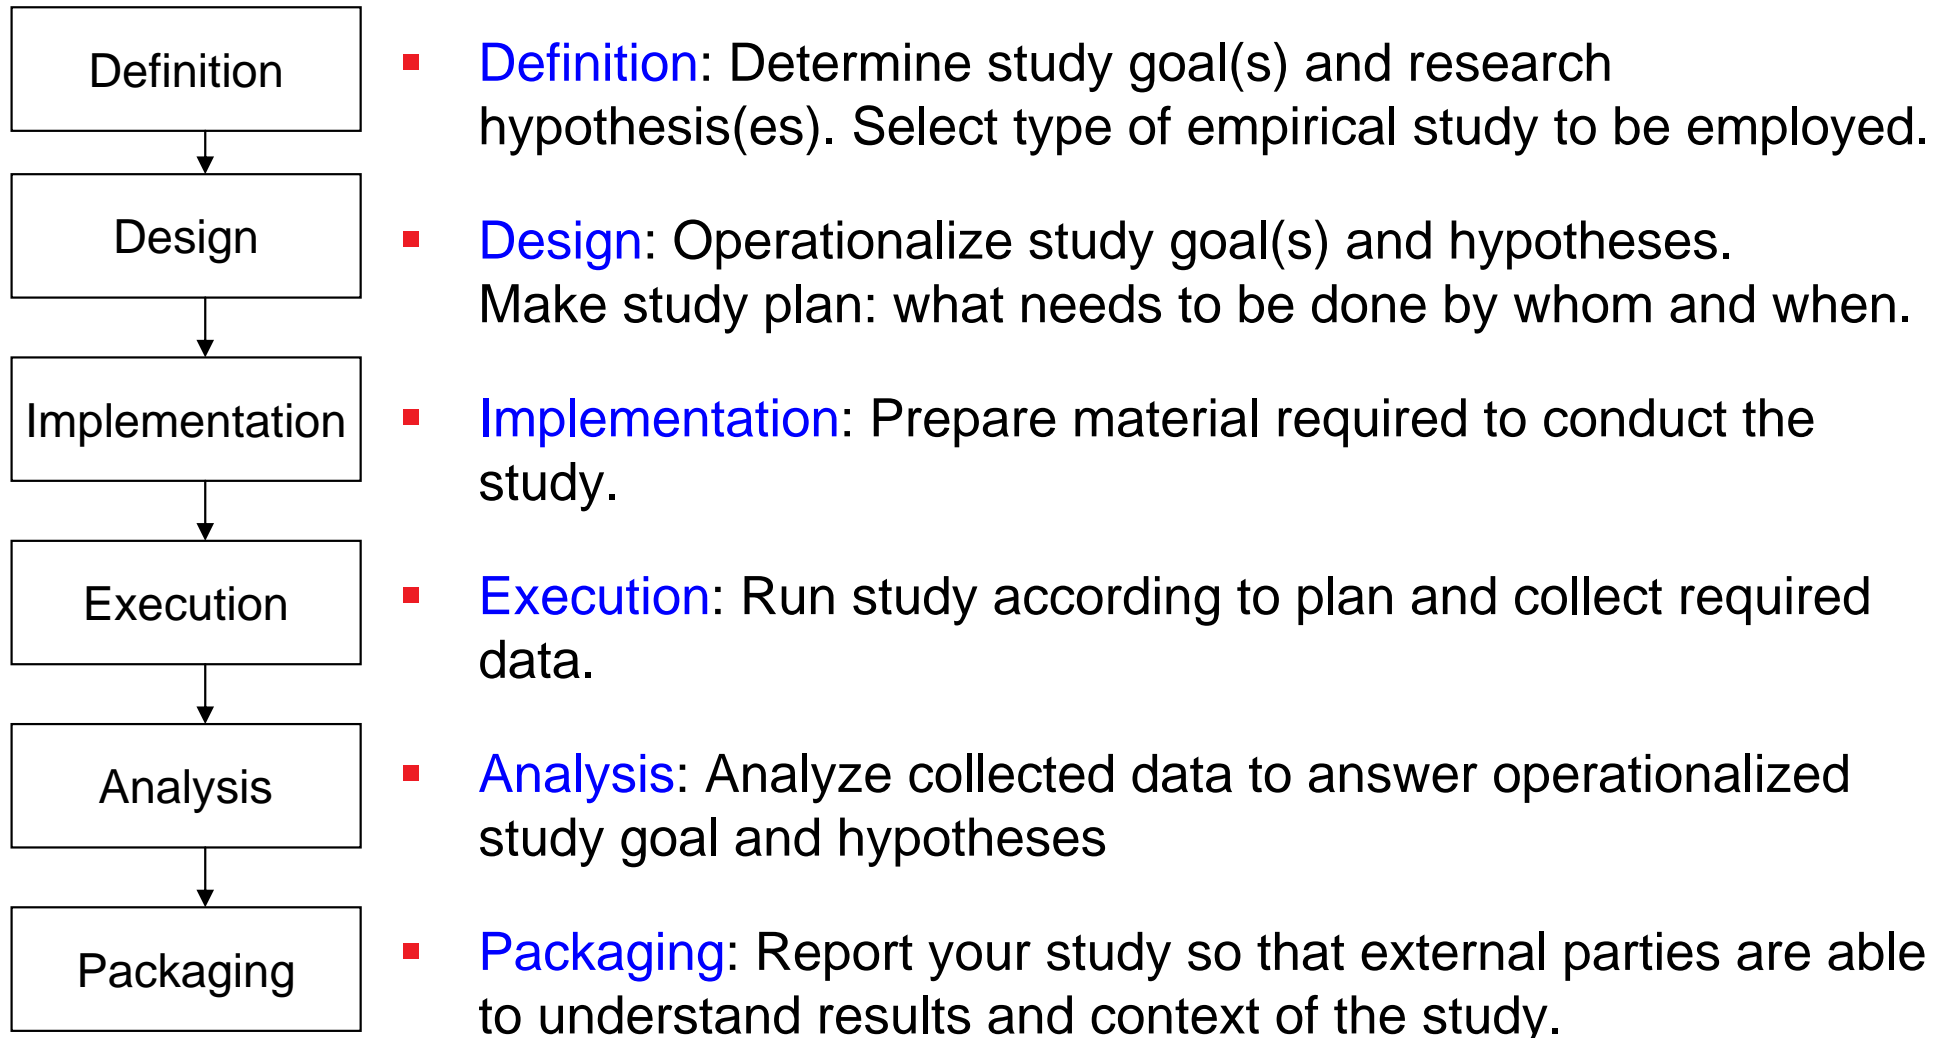 Definition
Definition: Determine study goal(s) and research
hypothesis(es). Select type of empirical study to be employed.
Design
Design: Operationalize study goal(s) and hypotheses.
Make study plan: what needs to be done by whom and when.
Implementation
Implementation: Prepare material required to conduct the
study.
Execution
Execution: Run study according to plan and collect required
data.
Analysis
Analysis: Analyze collected data to answer operationalized
study goal and hypotheses
Packaging
Packaging: Report your study so that external parties are able
to understand results and context of the study.